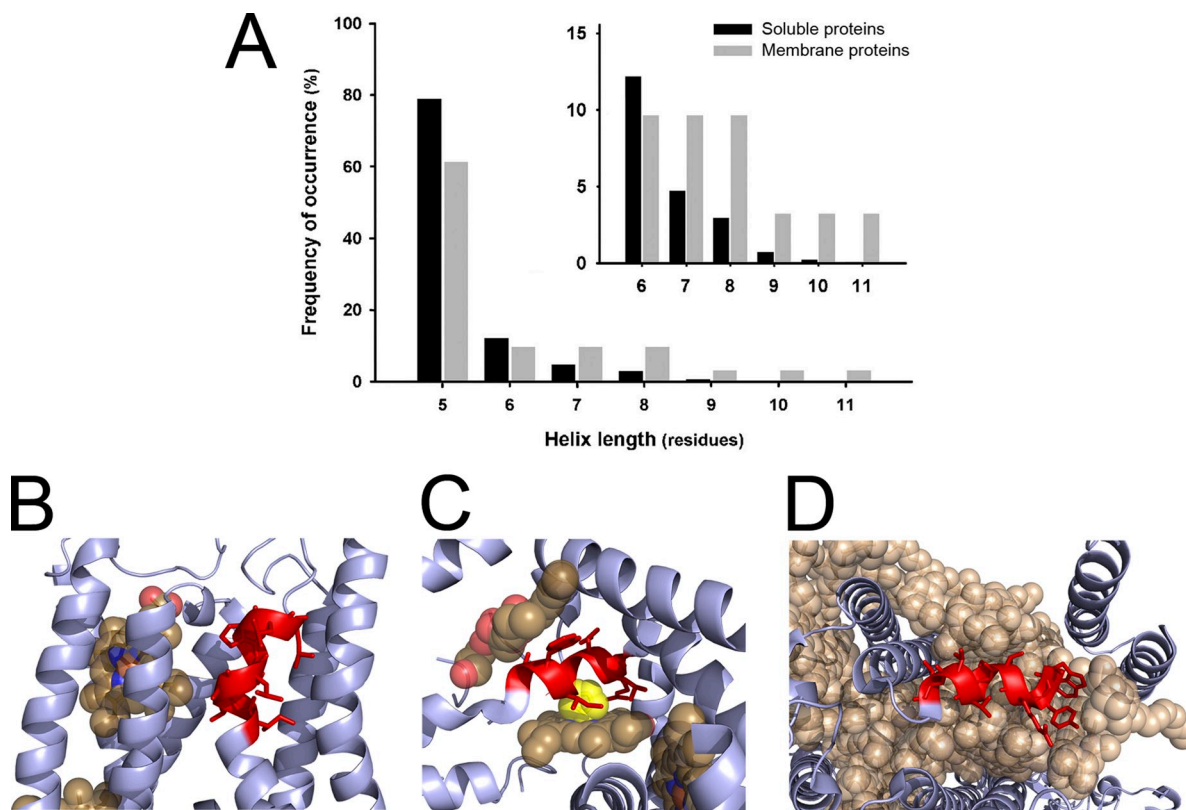 A
Frequency of occurrence (%)
100
80
60
40
20
0
5 6 7 8 9 10 11
Helix length (residues)
15
10
5
0
6 7 8 9 10 11
Soluble proteins
Membrane proteins
B
C
D